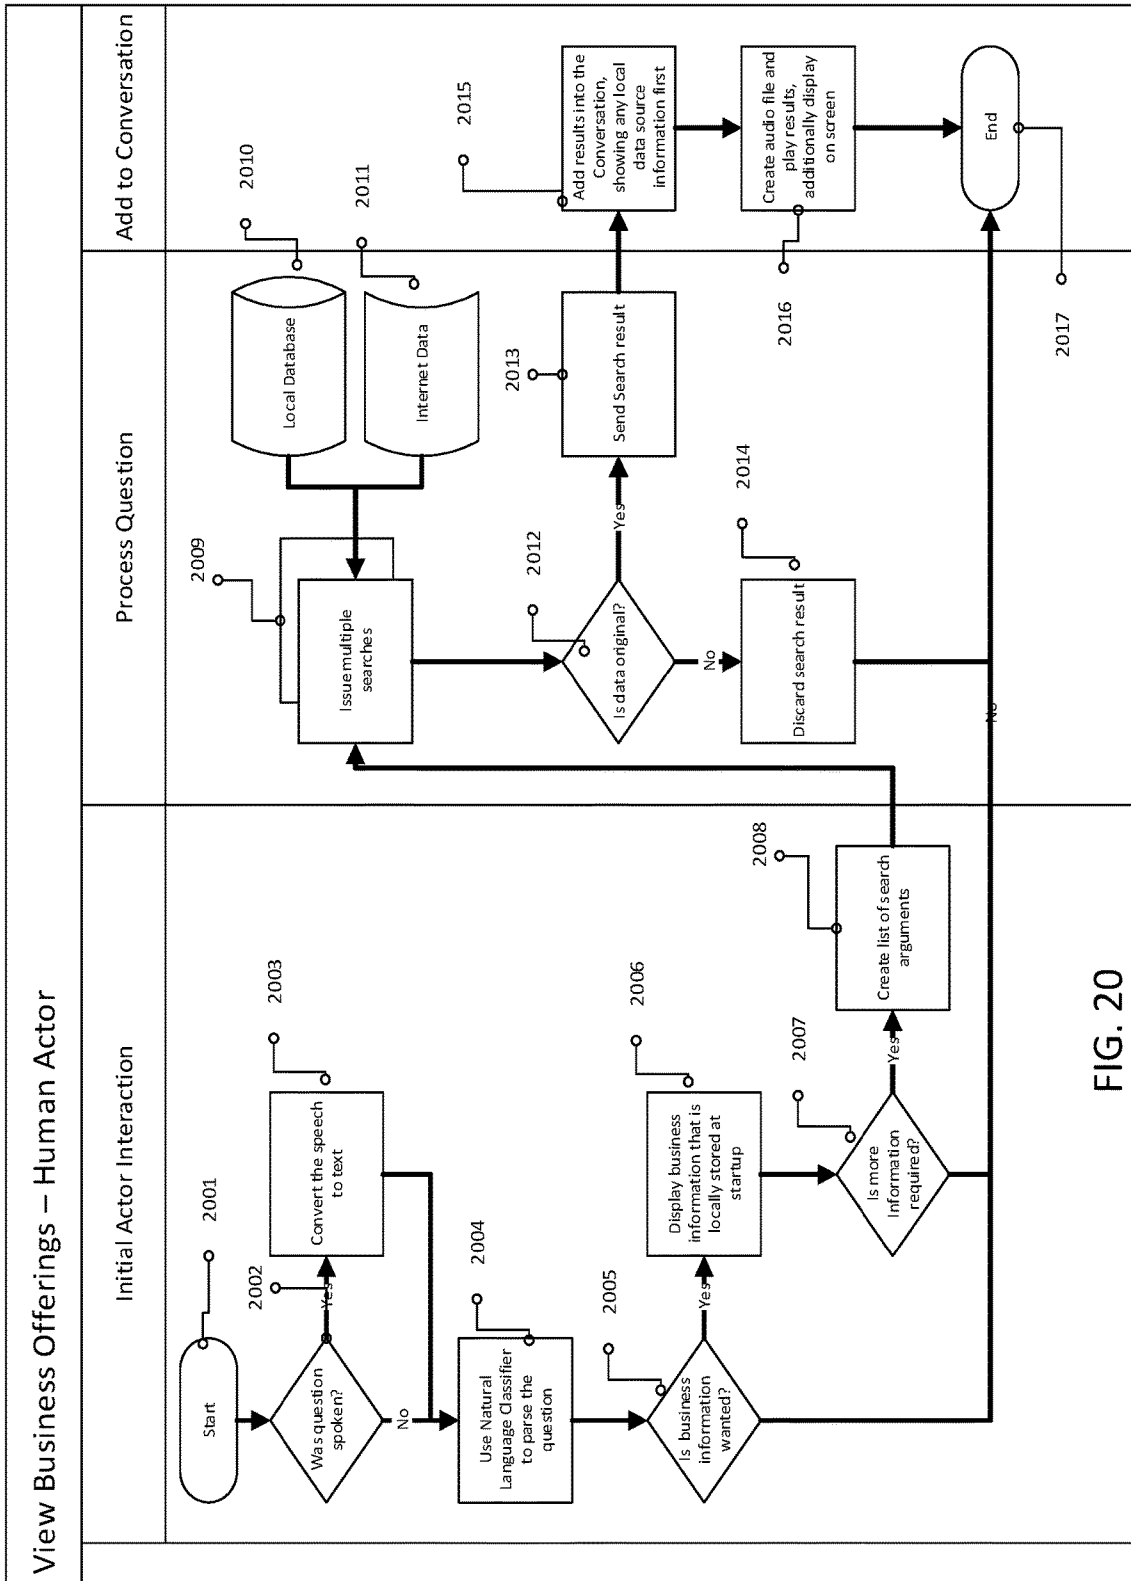 View Business Offerings – Human Actor
Initial Actor Interaction
Process Question
Add to Conversation
Start
2001
Was question
spoken?
2002
Yes
No
Convert the speech
to text
2003
Use Natural
Language Classifier
to parse the
question
2004
Is business
information
wanted?
2005
Yes
Display business
information that is
locally stored at
startup
2006
Is more
Information
required?
2007
Yes
Create list of search
arguments
2008
Issue multiple
searches
2009
Local Database
2010
Internet Data
2011
Is data original?
2012
Yes
No
Send Search result
2013
Discard search result
2014
No
Add results into the
Conversation,
showing any local
data source
information first
2015
Create audio file and
play results,
additionally display
on screen
2016
End
2017
FIG. 20